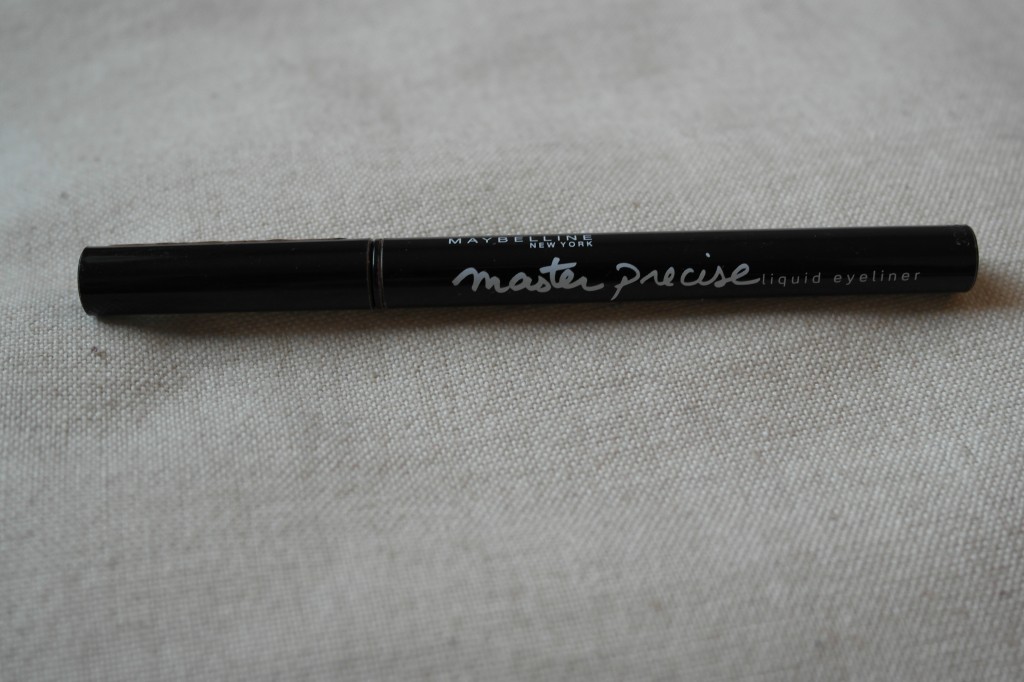 MAYBELLINE
NEW YORK
master precise liquid eyeliner